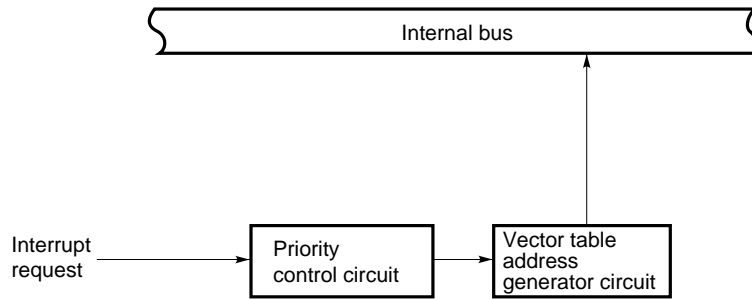 Internal bus
Interrupt
request
Priority
control circuit
Vector table
address
generator circuit